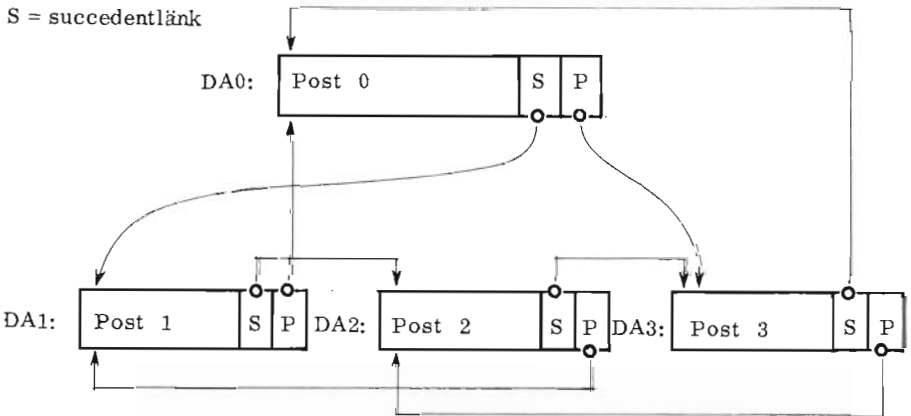 S = succedentlänk
DA0: Post 0 S P
DA1: Post 1 S P DA2: Post 2 S P DA3: Post 3 S P